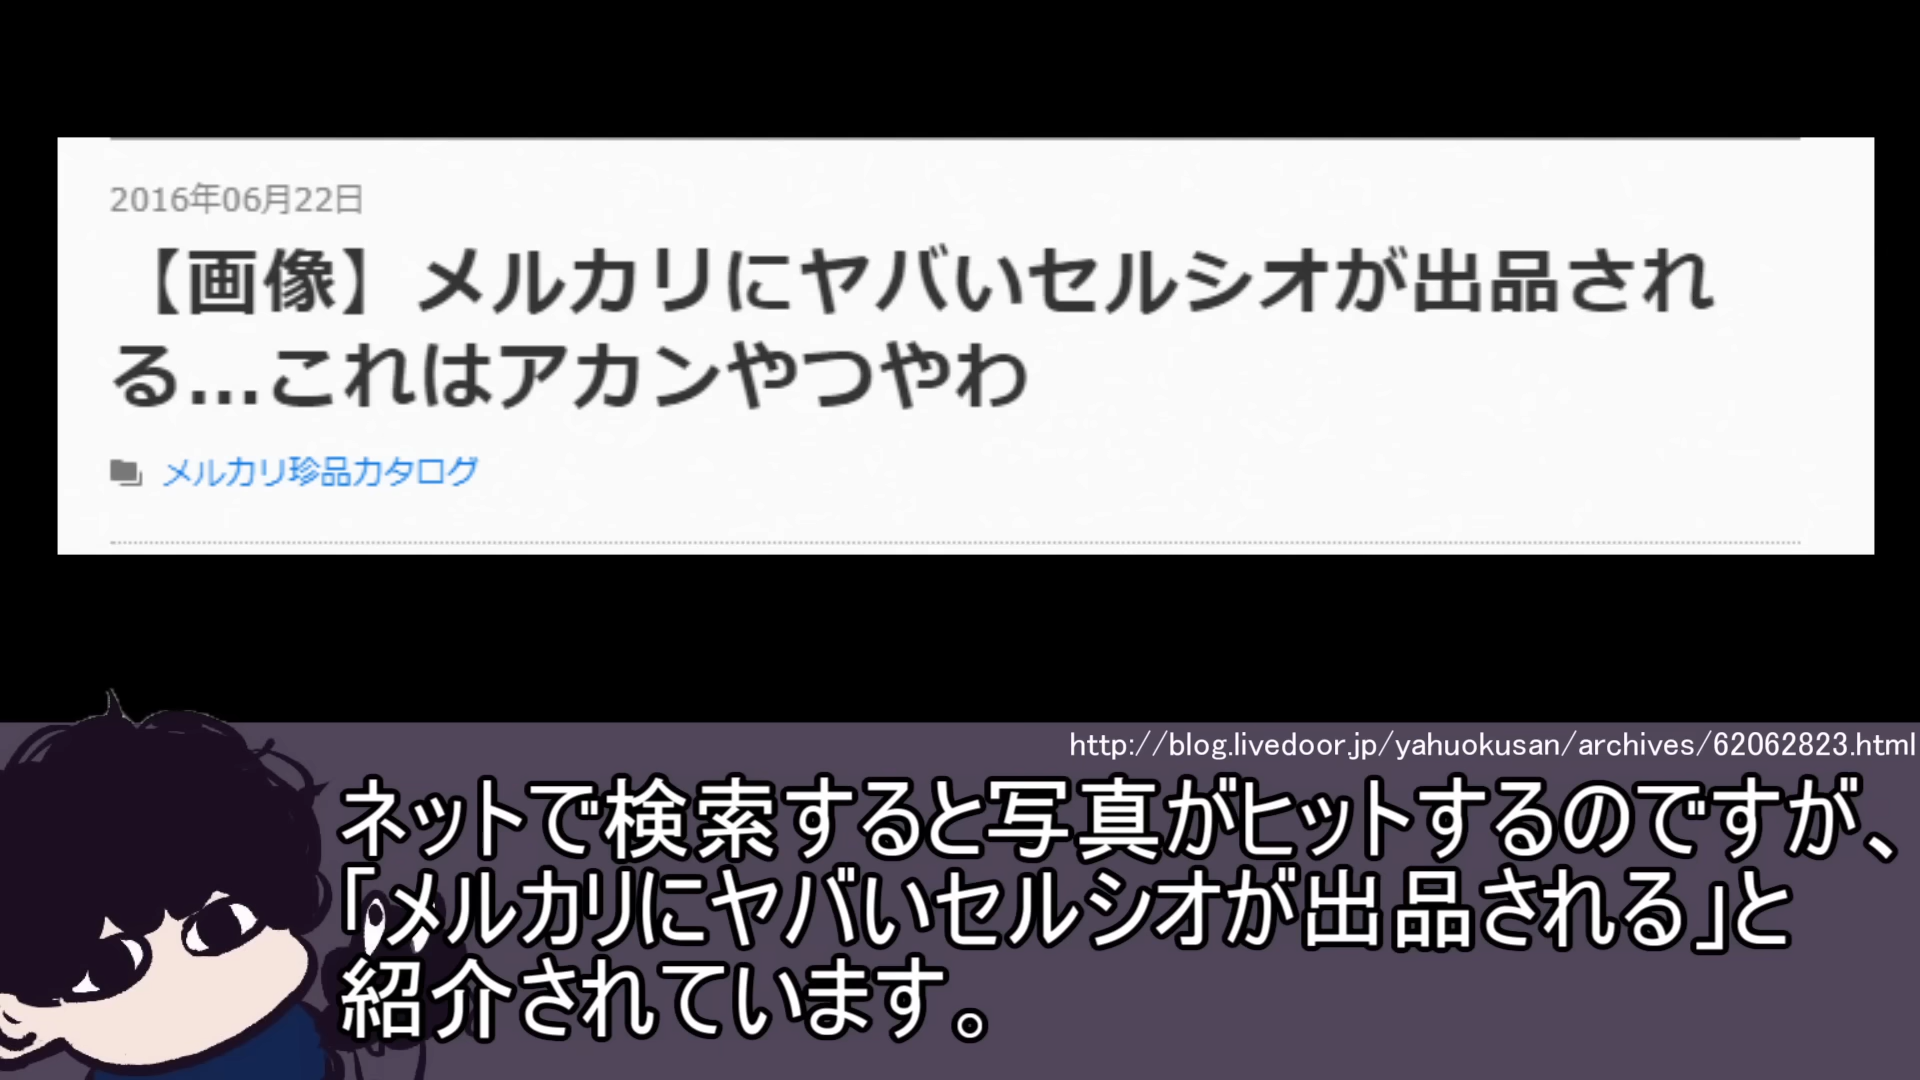 2016年06月22日
【画像】メルカリにヤバいセルシオが出品され
る...これはアカンやつやわ
メルカリ珍品カタログ
http://blog.livedoor.jp/yahuokusan/archives/62062823.html
ネットで検索すると写真がヒットするのですが、
「メルカリにヤバいセルシオが出品される」と
紹介されています。